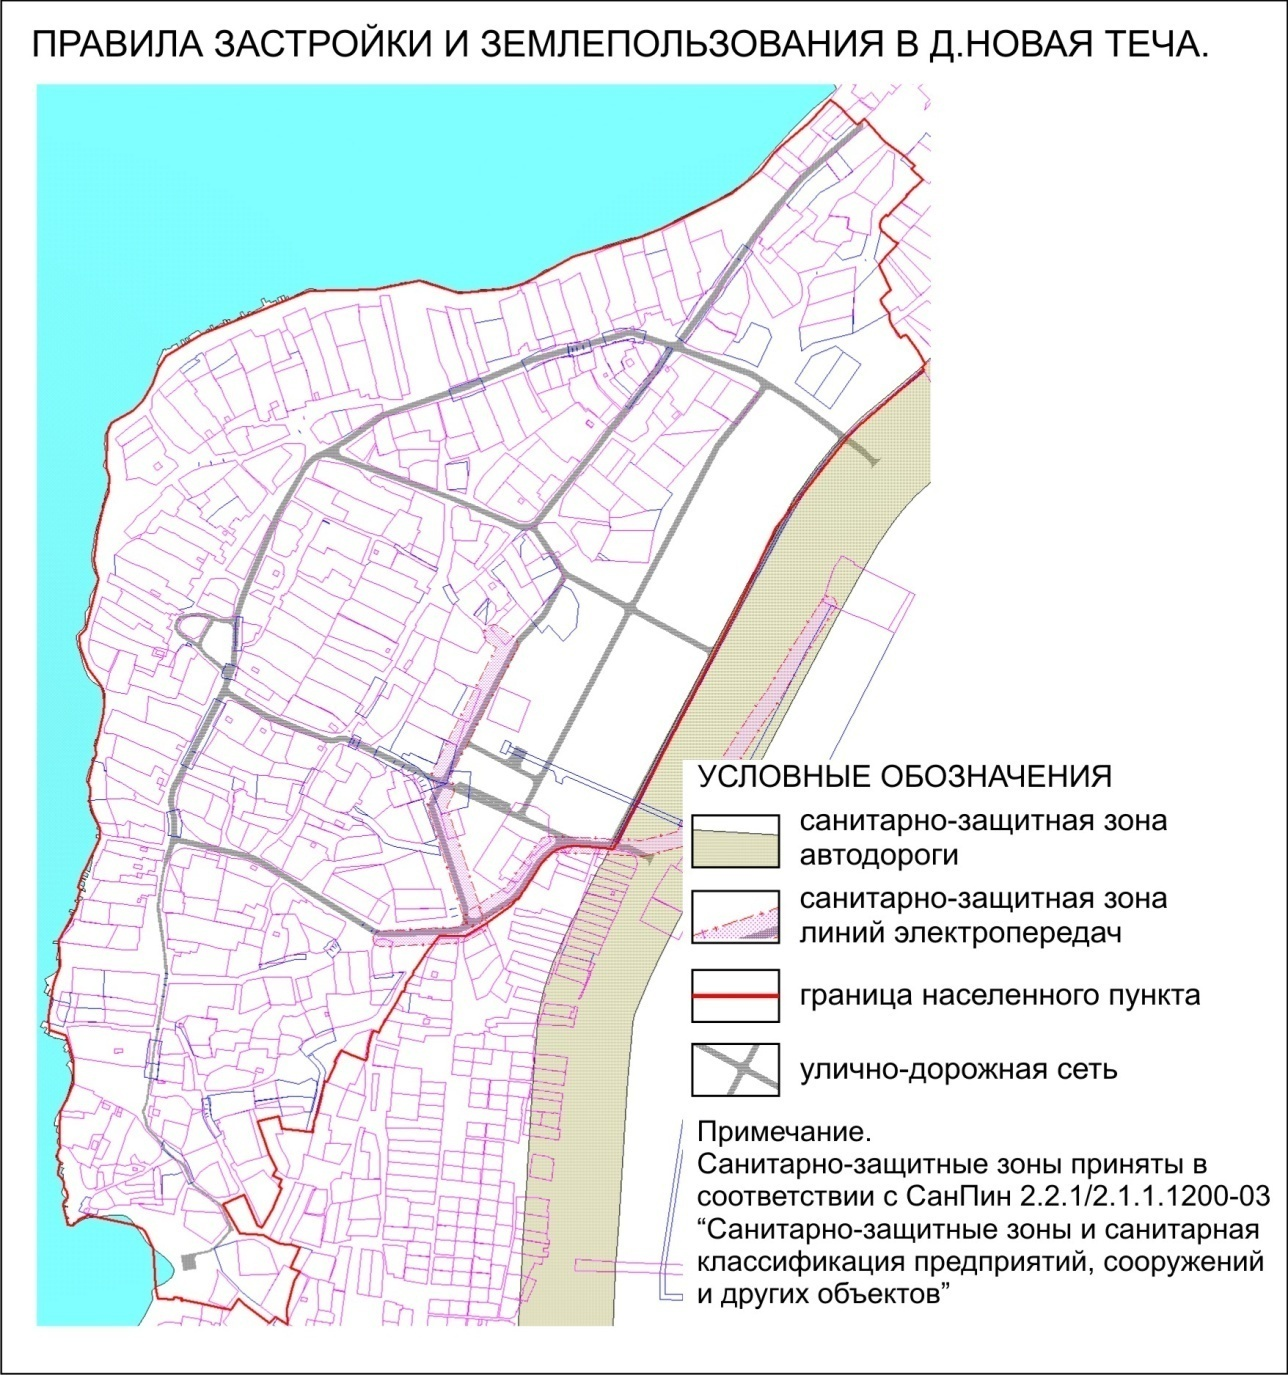 ПРАВИЛА ЗАСТРОЙКИ И ЗЕМЛЕПОЛЬЗОВАНИЯ В Д.НОВАЯ ТЕЧА.
УСЛОВНЫЕ ОБОЗНАЧЕНИЯ
санитарно-защитная зона
автодороги
санитарно-защитная зона
линий электропередач
граница населенного пункта
улично-дорожная сеть
Примечание.
Санитарно-защитные зоны приняты в
соответствии с СанПин 2.2.1/2.1.1.1200-03
“Санитарно-защитные зоны и санитарная
классификация предприятий, сооружений
и других объектов”